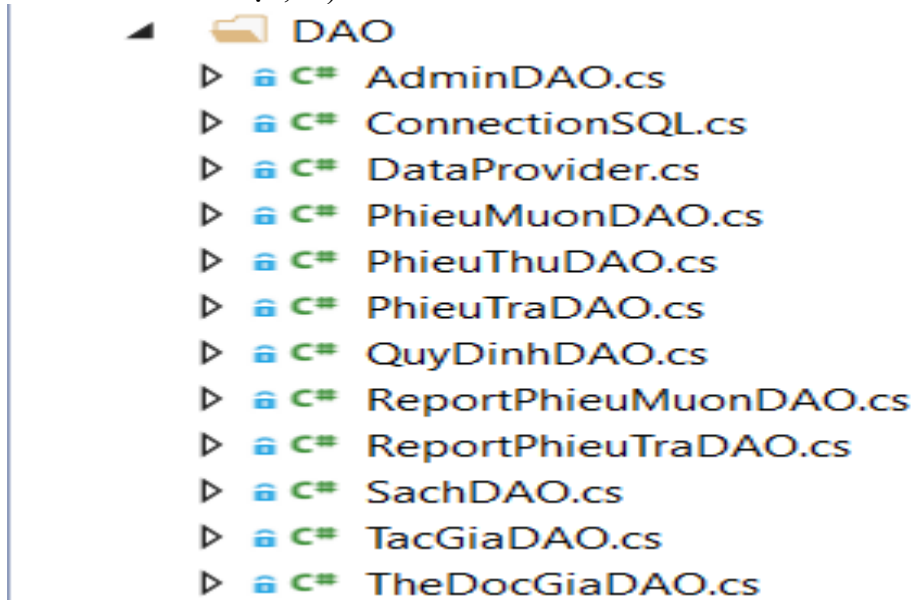 DAO
C# AdminDAO.cs
C# ConnectionSQL.cs
C# DataProvider.cs
C# PhieuMuonDAO.cs
C# PhieuThuDAO.cs
C# PhieuTraDAO.cs
C# QuyDinhDAO.cs
C# ReportPhieuMuonDAO.cs
C# ReportPhieuTraDAO.cs
C# SachDAO.cs
C# TacGiaDAO.cs
C# TheDocGiaDAO.cs